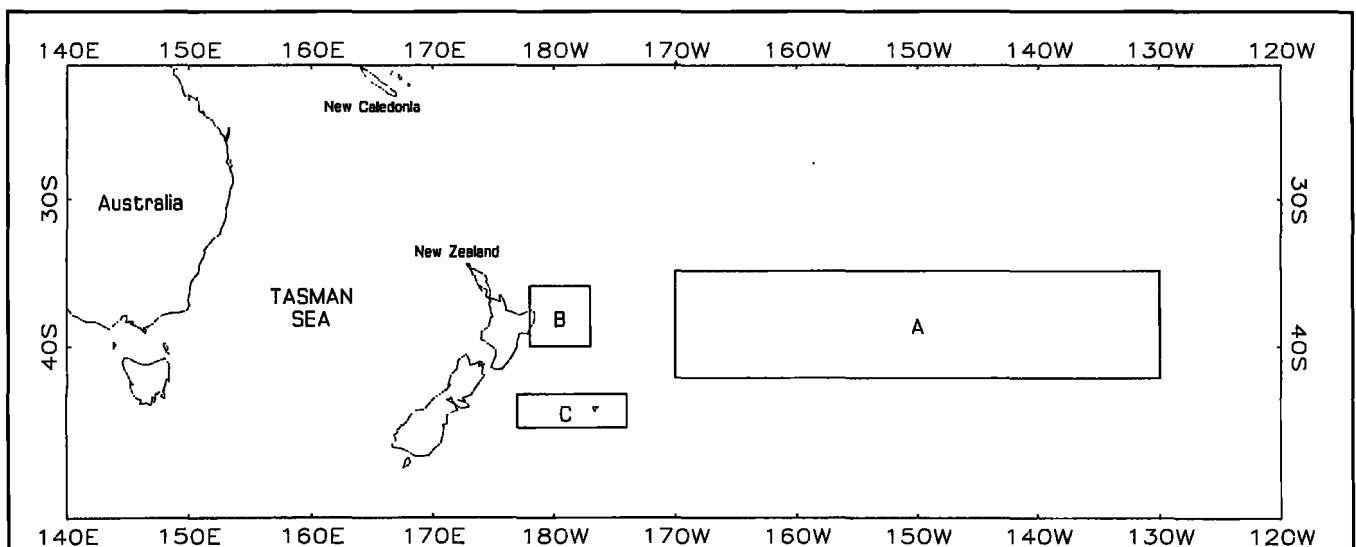 140E 150E 160E 170E 180W 170W 160W 150W 140W 130W 120W
New Caledonia
Australia
30S
30S
New Zealand
TASMAN
SEA
B
A
40S
40S
C
140E 150E 160E 170E 180W 170W 160W 150W 140W 130W 120W